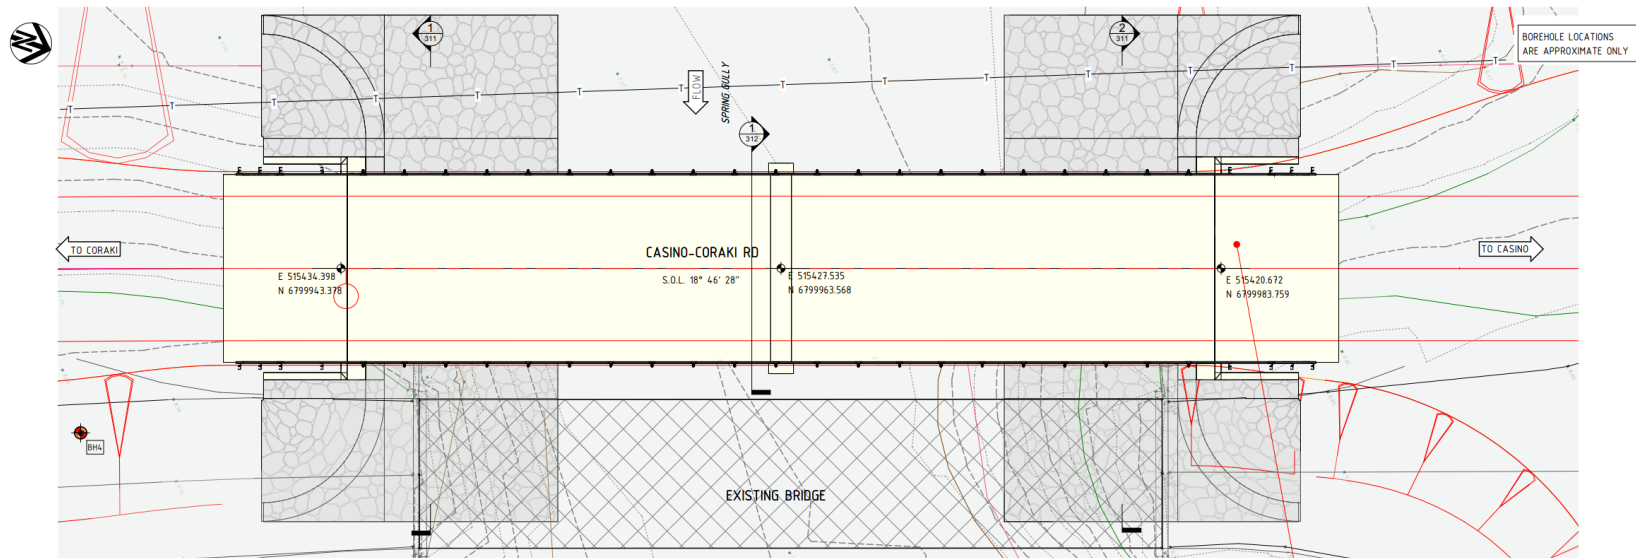 1
311
2
311
BOREHOLE LOCATIONS
ARE APPROXIMATE ONLY
N
T T T T T T T T T T T T T T T
FLOW
SPRING GULLY
1
312
TO CORAKI
CASINO-CORAKI RD
TO CASINO
E 515434.398
N 6799943.378
S.O.L. 18° 46' 28"
E 515427.535
N 6799963.568
E 515420.672
N 6799983.759
BH4
EXISTING BRIDGE